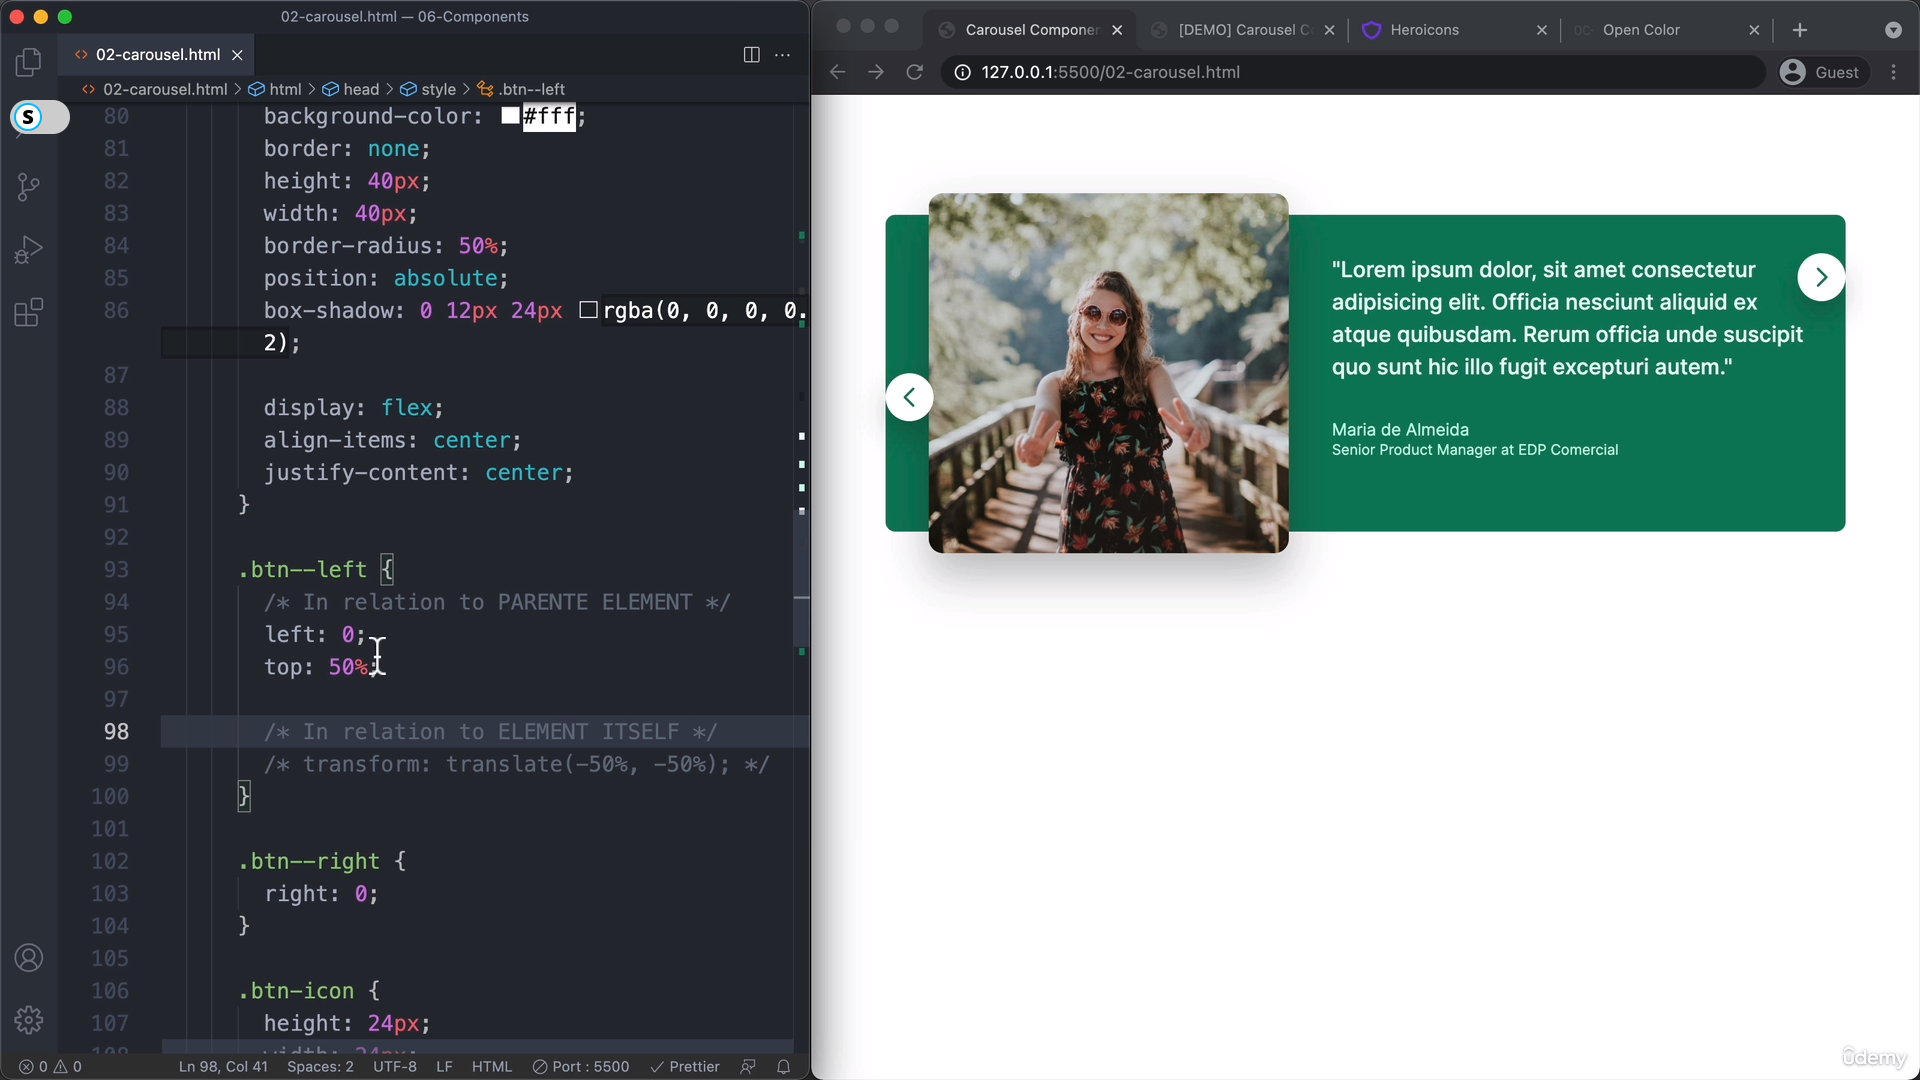 02-carousel.html — 06-Components
02-carousel.html
02-carousel.html > html > head > style > .btn--left
S
80 background-color: #fff;
81 border: none;
82 height: 40px;
83 width: 40px;
84 border-radius: 50%;
85 position: absolute;
86 box-shadow: 0 12px 24px rgba(0, 0, 0, 0.
2);
87
88 display: flex;
89 align-items: center;
90 justify-content: center;
91 }
92
93 .btn--left {
94 /* In relation to PARENTE ELEMENT */
95 left: 0;
96 top: 50%;
97
98 /* In relation to ELEMENT ITSELF */
99 /* transform: translate(-50%, -50%); */
100 }
101
102 .btn--right {
103 right: 0;
104 }
105
106 .btn-icon {
107 height: 24px;
108 width: 24px;
0 0 Ln 98, Col 41 Spaces: 2 UTF-8 LF HTML Port : 5500 Prettier
Carousel Componen [DEMO] Carousel C Heroicons Open Color
127.0.0.1:5500/02-carousel.html Guest
"Lorem ipsum dolor, sit amet consectetur
adipisicing elit. Officia nesciunt aliquid ex
atque quibusdam. Rerum officia unde suscipit
quo sunt hic illo fugit excepturi autem."
Maria de Almeida
Senior Product Manager at EDP Comercial
ûdemy